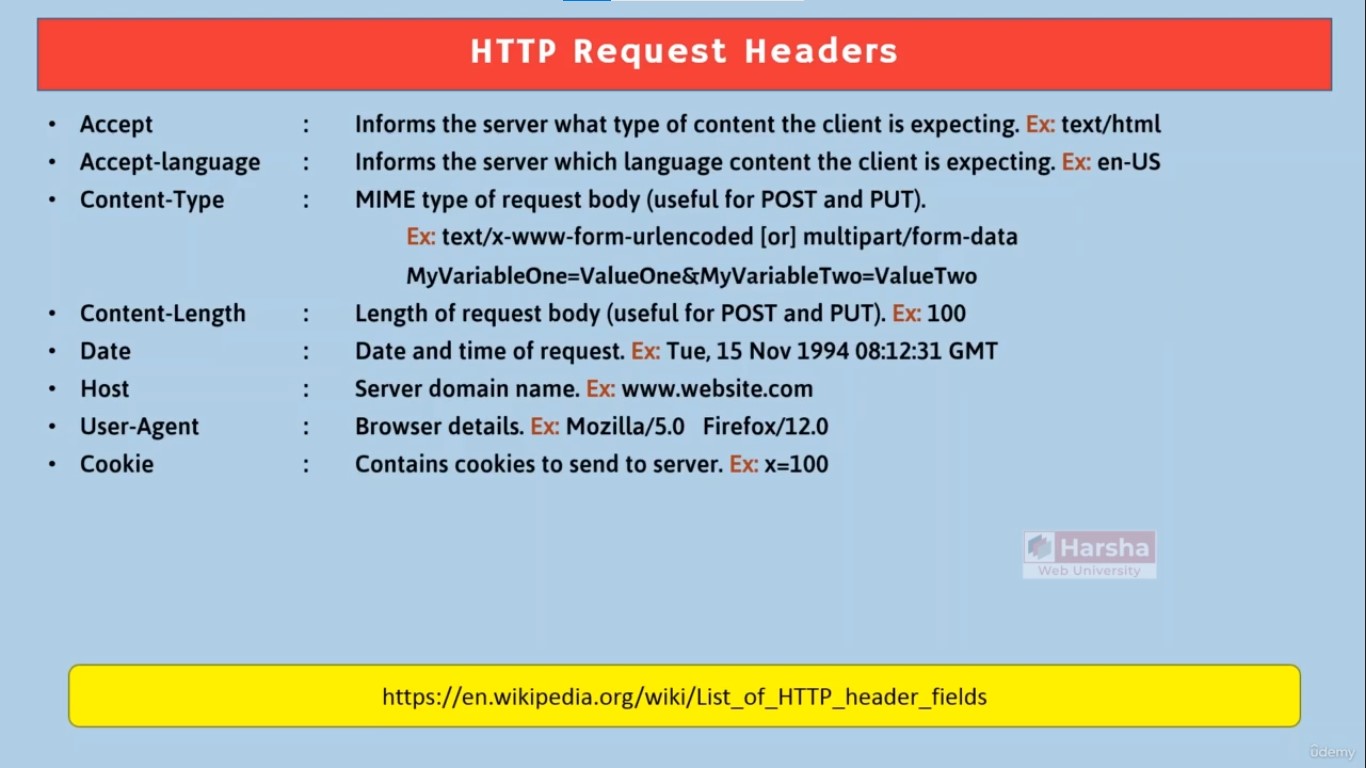 HTTP Request Headers
• Accept : Informs the server what type of content the client is expecting. Ex: text/html
• Accept-language : Informs the server which language content the client is expecting. Ex: en-US
• Content-Type : MIME type of request body (useful for POST and PUT).
Ex: text/x-www-form-urlencoded [or] multipart/form-data
MyVariableOne=ValueOne&MyVariableTwo=ValueTwo
• Content-Length : Length of request body (useful for POST and PUT). Ex: 100
• Date : Date and time of request. Ex: Tue, 15 Nov 1994 08:12:31 GMT
• Host : Server domain name. Ex: www.website.com
• User-Agent : Browser details. Ex: Mozilla/5.0 Firefox/12.0
• Cookie : Contains cookies to send to server. Ex: x=100
Harsha
Web University
https://en.wikipedia.org/wiki/List_of_HTTP_header_fields
ûdemy